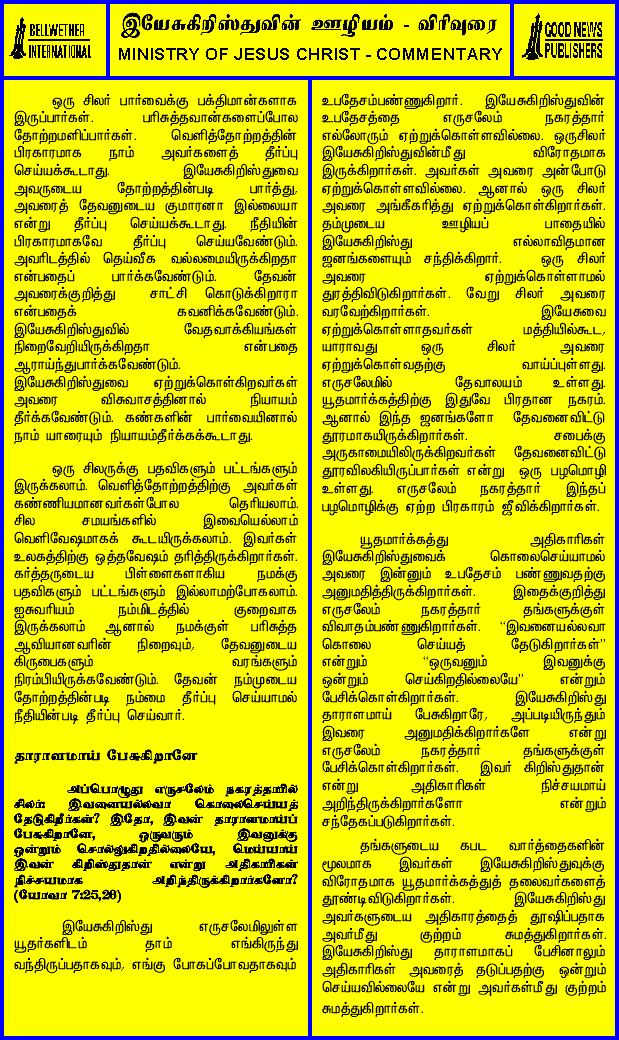 BELLWETHER
INTERNATIONAL
இயேசுகிறிஸ்துவின் ஊழியம் - விரிவுரை
MINISTRY OF JESUS CHRIST - COMMENTARY
GOOD NEWS
PUBLISHERS
ஒரு சிலர் பார்வைக்கு பக்திமான்களாக
இருப்பார்கள். பரிசுத்தவான்களைப்போல
தோற்றமளிப்பார்கள். வெளித்தோற்றத்தின்
பிரகாரமாக நாம் அவர்களைத் தீர்ப்பு
செய்யக்கூடாது. இயேசுகிறிஸ்துவை
அவருடைய தோற்றத்தின்படி பார்த்து,
அவரைத் தேவனுடைய குமாரனா இல்லையா
என்று தீர்ப்பு செய்யக்கூடாது. நீதியின்
பிரகாரமாகவே தீர்ப்பு செய்யவேண்டும்.
அவரிடத்தில் தெய்வீக வல்லமையிருக்கிறதா
என்பதைப் பார்க்கவேண்டும். தேவன்
அவரைக்குறித்து சாட்சி கொடுக்கிறாரா
என்பதைக் கவனிக்கவேண்டும்.
இயேசுகிறிஸ்துவில் வேதவாக்கியங்கள்
நிறைவேறியிருக்கிறதா என்பதை
ஆராய்ந்துபார்க்கவேண்டும்.
இயேசுகிறிஸ்துவை ஏற்றுக்கொள்கிறவர்கள்
அவரை விசுவாசத்தினால் நியாயம்
தீர்க்கவேண்டும். கண்களின் பார்வையினால்
நாம் யாரையும் நியாயம்தீர்க்கக்கூடாது.
ஒரு சிலருக்கு பதவிகளும் பட்டங்களும்
இருக்கலாம். வெளித்தோற்றத்திற்கு அவர்கள்
கண்ணியமானவர்கள்போல தெரியலாம்.
சில சமயங்களில் இவையெல்லாம்
வெளிவேஷமாகக் கூடயிருக்கலாம். இவர்கள்
உலகத்திற்கு ஒத்தவேஷம் தரித்திருக்கிறார்கள்.
கர்த்தருடைய பிள்ளைகளாகிய நமக்கு
பதவிகளும் பட்டங்களும் இல்லாமற்போகலாம்.
ஐசுவரியம் நம்மிடத்தில் குறைவாக
இருக்கலாம் ஆனால் நமக்குள் பரிசுத்த
ஆவியானவரின் நிறைவும், தேவனுடைய
கிருபைகளும் வரங்களும்
நிரம்பியிருக்கவேண்டும். தேவன் நம்முடைய
தோற்றத்தின்படி நம்மை தீர்ப்பு செய்யாமல்
நீதியின்படி தீர்ப்பு செய்வார்.
தாராளமாய் பேசுகிறானே
அப்பொழுது எருசலேம் நகரத்தாரில்
சிலர்: இவனையல்லவா கொலைசெய்யத்
தேடுகிறீர்கள்? இதோ, இவன் தாராளமாய்ப்
பேசுகிறானே, ஒருவரும் இவனுக்கு
ஒன்றும் சொல்லுகிறதில்லையே, மெய்யாய்
இவன் கிறிஸ்துதான் என்று அதிகாரிகள்
நிச்சயமாக அறிந்திருக்கிறார்களோ?
(யோவா 7:25,26)
இயேசுகிறிஸ்து எருசலேமிலுள்ள
யூதர்களிடம் தாம் எங்கிருந்து
வந்திருப்பதாகவும், எங்கு போகப்போவதாகவும்
உபதேசம்பண்ணுகிறார். இயேசுகிறிஸ்துவின்
உபதேசத்தை எருசலேம் நகரத்தார்
எல்லோரும் ஏற்றுக்கொள்ளவில்லை. ஒருசிலர்
இயேசுகிறிஸ்துவின்மீது விரோதமாக
இருக்கிறார்கள். அவர்கள் அவரை அன்போடு
ஏற்றுக்கொள்ளவில்லை. ஆனால் ஒரு சிலர்
அவரை அங்கீகரித்து ஏற்றுக்கொள்கிறார்கள்.
தம்முடைய ஊழியப் பாதையில்
இயேசுகிறிஸ்து எல்லாவிதமான
ஜனங்களையும் சந்திக்கிறார். ஒரு சிலர்
அவரை ஏற்றுக்கொள்ளாமல்
துரத்திவிடுகிறார்கள். வேறு சிலர் அவரை
வரவேற்கிறார்கள். இயேசுவை
ஏற்றுக்கொள்ளாதவர்கள் மத்தியில்கூட,
யாராவது ஒரு சிலர் அவரை
ஏற்றுக்கொள்வதற்கு வாய்ப்புள்ளது.
எருசலேமில் தேவாலயம் உள்ளது.
யூதமார்க்கத்திற்கு இதுவே பிரதான நகரம்.
ஆனால் இந்த ஜனங்களோ தேவனைவிட்டு
தூரமாகயிருக்கிறார்கள். சபைக்கு
அருகாமையிலிருக்கிறவர்கள் தேவனைவிட்டு
தூரவிலகியிருப்பார்கள் என்று ஒரு பழமொழி
உள்ளது. எருசலேம் நகரத்தார் இந்தப்
பழமொழிக்கு ஏற்ற பிரகாரம் ஜீவிக்கிறார்கள்.
யூதமார்க்கத்து அதிகாரிகள்
இயேசுகிறிஸ்துவைக் கொலைசெய்யாமல்
அவரை இன்னும் உபதேசம் பண்ணுவதற்கு
அனுமதித்திருக்கிறார்கள். இதைக்குறித்து
எருசலேம் நகரத்தார் தங்களுக்குள்
விவாதம்பண்ணுகிறார்கள். “இவனையல்லவா
கொலை செய்யத் தேடுகிறார்கள்”
என்றும் “ஒருவனும் இவனுக்கு
ஒன்றும் செய்கிறதில்லையே” என்றும்
பேசிக்கொள்கிறார்கள். இயேசுகிறிஸ்து
தாராளமாய் பேசுகிறாரே, அப்படியிருந்தும்
இவரை அனுமதிக்கிறார்களே என்று
எருசலேம் நகரத்தார் தங்களுக்குள்
பேசிக்கொள்கிறார்கள். இவர் கிறிஸ்துதான்
என்று அதிகாரிகள் நிச்சயமாய்
அறிந்திருக்கிறார்களோ என்றும்
சந்தேகப்படுகிறார்கள்.
தங்களுடைய கபட வார்த்தைகளின்
மூலமாக இவர்கள் இயேசுகிறிஸ்துவுக்கு
விரோதமாக யூதமார்க்கத்துத் தலைவர்களைத்
தூண்டிவிடுகிறார்கள். இயேசுகிறிஸ்து
அவர்களுடைய அதிகாரத்தைத் தூஷிப்பதாக
அவர்மீது குற்றம் சுமத்துகிறார்கள்.
இயேசுகிறிஸ்து தாராளமாகப் பேசினாலும்
அதிகாரிகள் அவரைத் தடுப்பதற்கு ஒன்றும்
செய்யவில்லையே என்று அவர்கள்மீது குற்றம்
சுமத்துகிறார்கள்.